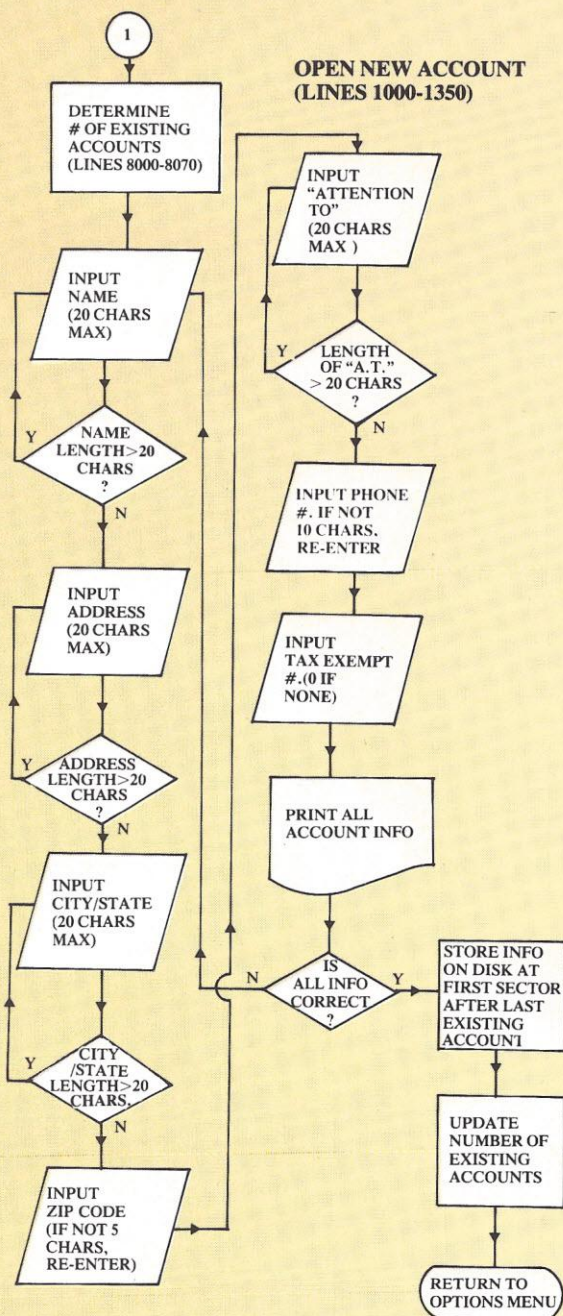 1
OPEN NEW ACCOUNT
(LINES 1000-1350)
DETERMINE
# OF EXISTING
ACCOUNTS
(LINES 8000-8070)
INPUT
NAME
(20 CHARS
MAX)
Y
NAME
LENGTH>20
CHARS
?
N
INPUT
ADDRESS
(20 CHARS
MAX)
Y
ADDRESS
LENGTH>20
CHARS
?
N
INPUT
CITY/STATE
(20 CHARS
MAX)
Y
CITY
/STATE
LENGTH>20
CHARS.
N
INPUT
ZIP CODE
(IF NOT 5
CHARS,
RE-ENTER)
INPUT
“ATTENTION
TO”
(20 CHARS
MAX )
Y
LENGTH
OF “A.T.”
> 20 CHARS
?
N
INPUT PHONE
#. IF NOT
10 CHARS,
RE-ENTER
INPUT
TAX EXEMPT
#.(0 IF
NONE)
PRINT ALL
ACCOUNT INFO
N
IS
ALL INFO
CORRECT
?
Y
STORE INFO
ON DISK AT
FIRST SECTOR
AFTER LAST
EXISTING
ACCOUNT
UPDATE
NUMBER OF
EXISTING
ACCOUNTS
RETURN TO
OPTIONS MENU